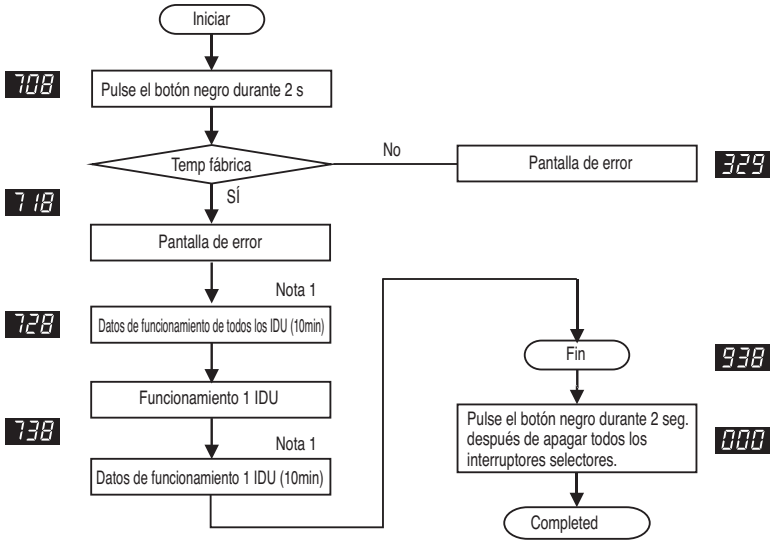 Iniciar
708
Pulse el botón negro durante 2 s
Temp fábrica
No
Pantalla de error
329
718
SÍ
Pantalla de error
Nota 1
728
Datos de funcionamiento de todos los IDU (10min)
Funcionamiento 1 IDU
738
Nota 1
Datos de funcionamiento 1 IDU (10min)
Fin
938
Pulse el botón negro durante 2 seg.
después de apagar todos los
interruptores selectores.
000
Completed